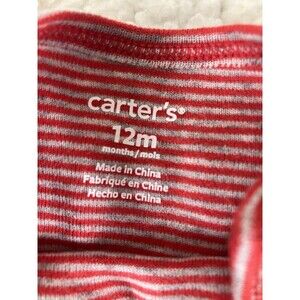 carter's®
12m
months/mois
Made in China
Fabriqué en Chine
Hecho en China